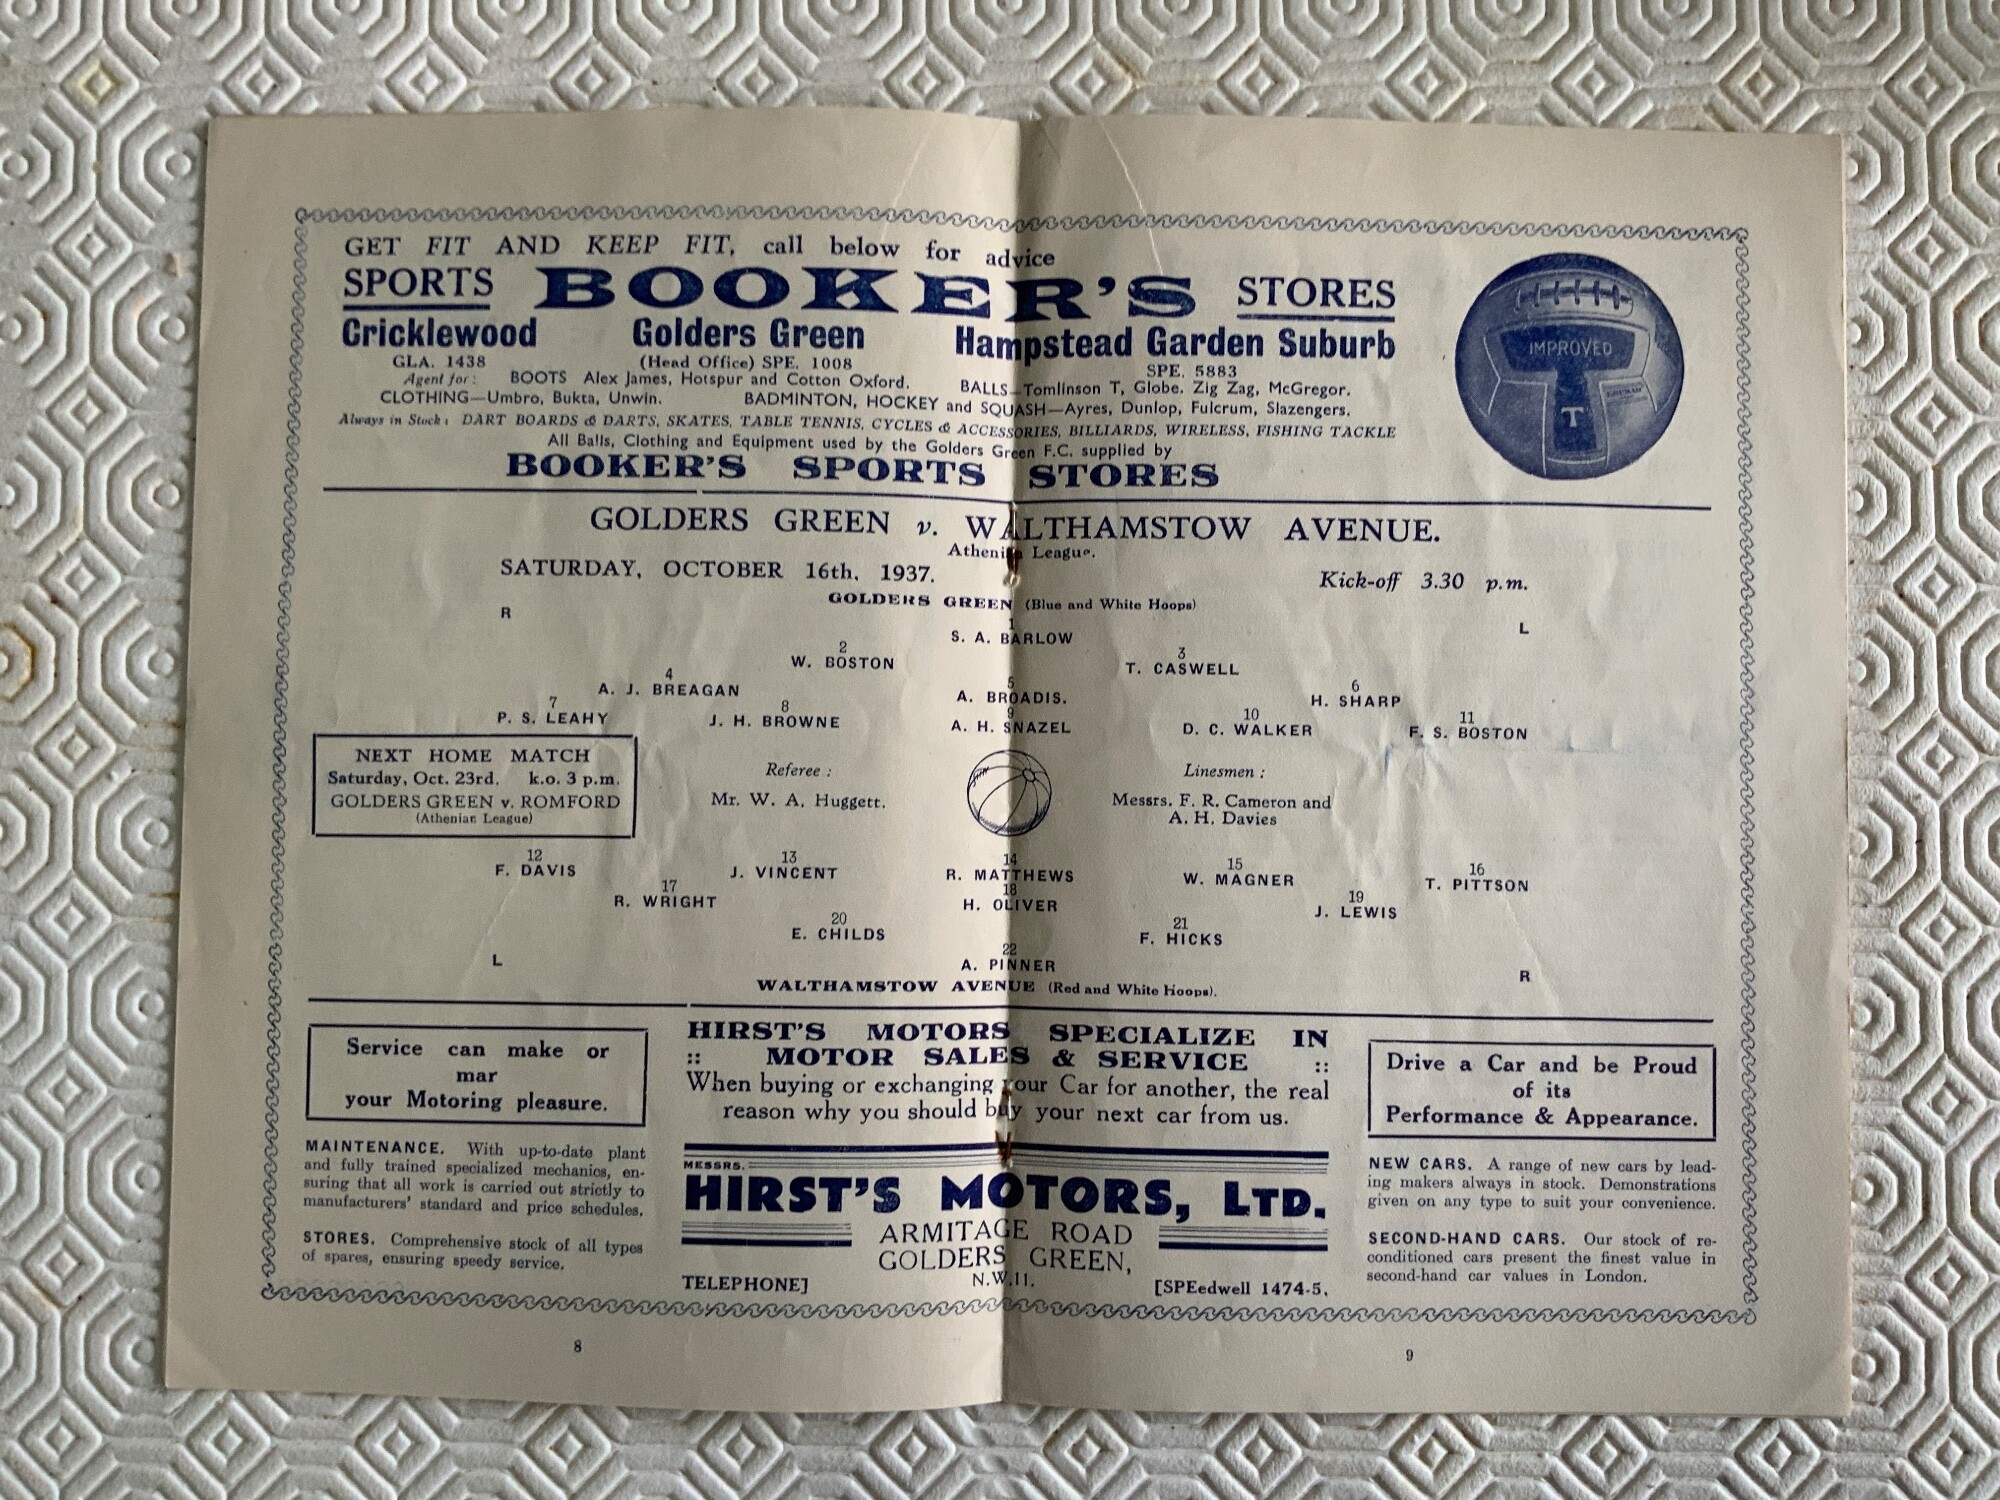 GET FIT AND KEEP FIT, call below for advice
SPORTS BOOKER'S STORES
Cricklewood Golders Green Hampstead Garden Suburb
GLA. 1438 (Head Office) SPE. 1008 SPE. 5883
Agent for: BOOTS Alex James, Hotspur and Cotton Oxford. BALLS—Tomlinson T, Globe. Zig Zag, McGregor.
CLOTHING—Umbro, Bukta, Unwin. BADMINTON, HOCKEY and SQUASH—Ayres, Dunlop, Fulcrum, Slazengers.
Always in Stock: DART BOARDS & DARTS, SKATES, TABLE TENNIS, CYCLES & ACCESSORIES, BILLIARDS, WIRELESS, FISHING TACKLE
All Balls, Clothing and Equipment used by the Golders Green F.C. supplied by
BOOKER'S SPORTS STORES
IMPROVED
T
GOLDERS GREEN v. WALTHAMSTOW AVENUE.
Athenian League.
SATURDAY, OCTOBER 16th, 1937. Kick-off 3.30 p.m.
GOLDERS GREEN (Blue and White Hoops)
R L
1
S. A. BARLOW
2 3
W. BOSTON T. CASWELL
4 5 6
A. J. BREAGAN A. BROADIS. H. SHARP
7 8 9 10 11
P. S. LEAHY J. H. BROWNE A. H. SNAZEL D. C. WALKER F. S. BOSTON
NEXT HOME MATCH
Saturday, Oct. 23rd. k.o. 3 p.m.
GOLDERS GREEN v. ROMFORD
(Athenian League)
Referee :
Mr. W. A. Huggett.
Linesmen :
Messrs. F. R. Cameron and
A. H. Davies
12 13 14 15 16
F. DAVIS J. VINCENT R. MATTHEWS W. MAGNER T. PITTSON
17 18 19
R. WRIGHT H. OLIVER J. LEWIS
20 21
E. CHILDS F. HICKS
22
L A. PINNER R
WALTHAMSTOW AVENUE (Red and White Hoops).
Service can make or
mar
your Motoring pleasure.
MAINTENANCE. With up-to-date plant
and fully trained specialized mechanics, en-
suring that all work is carried out strictly to
manufacturers' standard and price schedules.
STORES. Comprehensive stock of all types
of spares, ensuring speedy service.
HIRST'S MOTORS SPECIALIZE IN
:: MOTOR SALES & SERVICE ::
When buying or exchanging your Car for another, the real
reason why you should buy your next car from us.
MESSRS.
HIRST'S MOTORS, LTD.
ARMITAGE ROAD
GOLDERS GREEN,
N.W.11.
TELEPHONE] [SPEedwell 1474-5.
Drive a Car and be Proud
of its
Performance & Appearance.
NEW CARS. A range of new cars by lead-
ing makers always in stock. Demonstrations
given on any type to suit your convenience.
SECOND-HAND CARS. Our stock of re-
conditioned cars present the finest value in
second-hand car values in London.
8 9